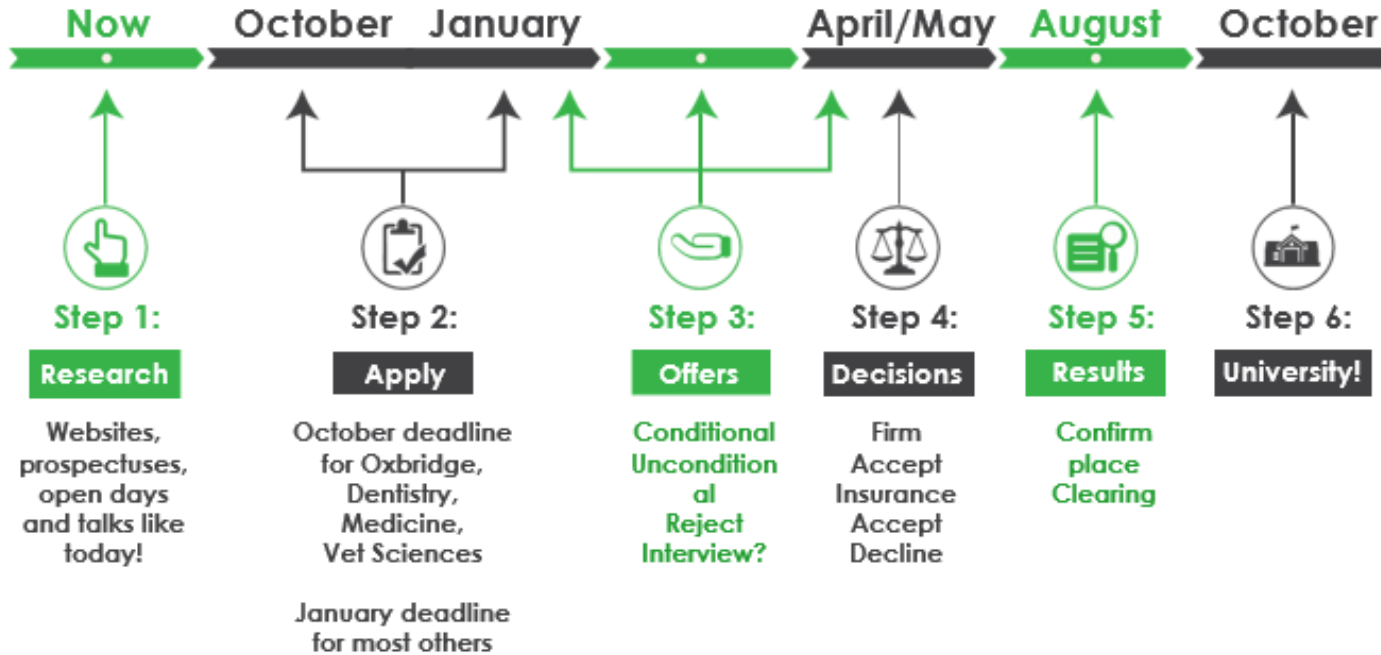 Now
October
January
April/May
August
October
Step 1:
Research
Websites,
prospectuses,
open days
and talks like
today!
Step 2:
Apply
October deadline
for Oxbridge,
Dentistry,
Medicine,
Vet Sciences
January deadline
for most others
Step 3:
Offers
Conditional
Uncondition
al
Reject
Interview?
Step 4:
Decisions
Firm
Accept
Insurance
Accept
Decline
Step 5:
Results
Confirm
place
Clearing
Step 6:
University!